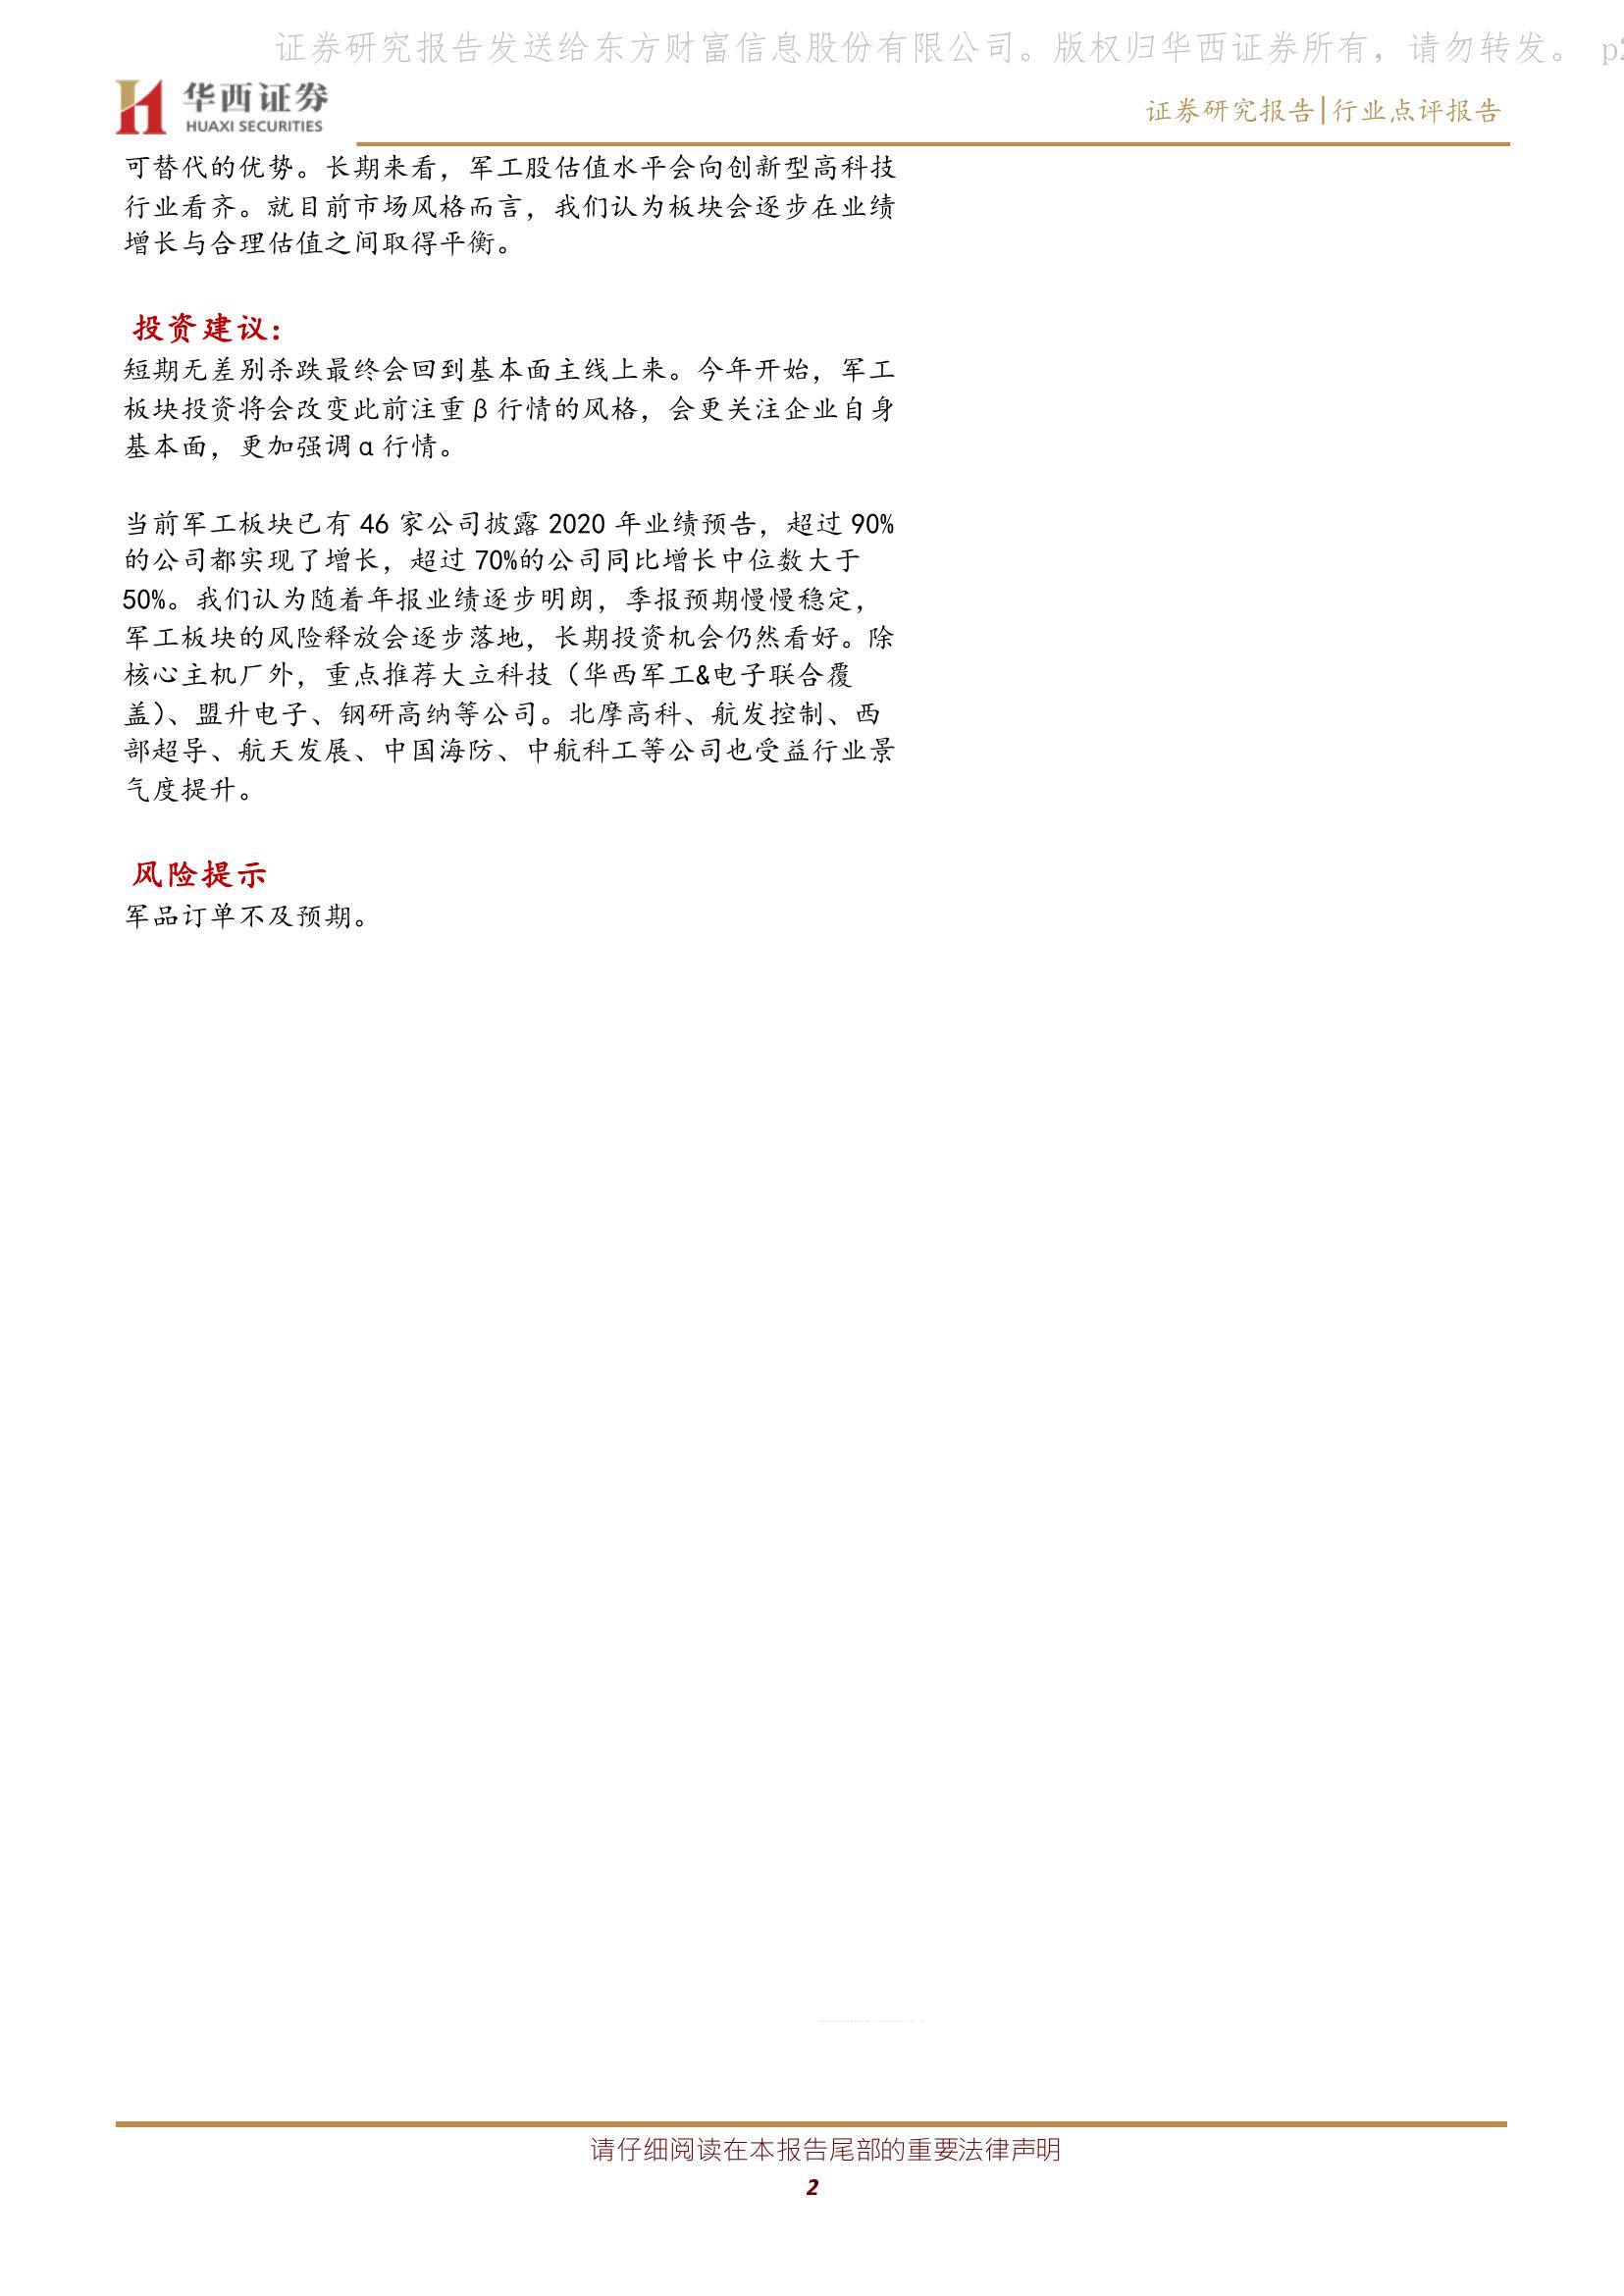 证券研究报告发送给东方财富信息股份有限公司。版权归华西证券所有，请勿转发。 p2
华西证券
HUAXI SECURITIES
证券研究报告|行业点评报告
可替代的优势。长期来看，军工股估值水平会向创新型高科技
行业看齐。就目前市场风格而言，我们认为板块会逐步在业绩
增长与合理估值之间取得平衡。
投资建议：
短期无差别杀跌最终会回到基本面主线上来。今年开始，军工
板块投资将会改变此前注重β行情的风格，会更关注企业自身
基本面，更加强调α行情。
当前军工板块已有 46 家公司披露 2020 年业绩预告，超过 90%
的公司都实现了增长，超过 70%的公司同比增长中位数大于
50%。我们认为随着年报业绩逐步明朗，季报预期慢慢稳定，
军工板块的风险释放会逐步落地，长期投资机会仍然看好。除
核心主机厂外，重点推荐大立科技（华西军工&电子联合覆
盖）、盟升电子、钢研高纳等公司。北摩高科、航发控制、西
部超导、航天发展、中国海防、中航科工等公司也受益行业景
气度提升。
风险提示
军品订单不及预期。
请仔细阅读在本报告尾部的重要法律声明
2